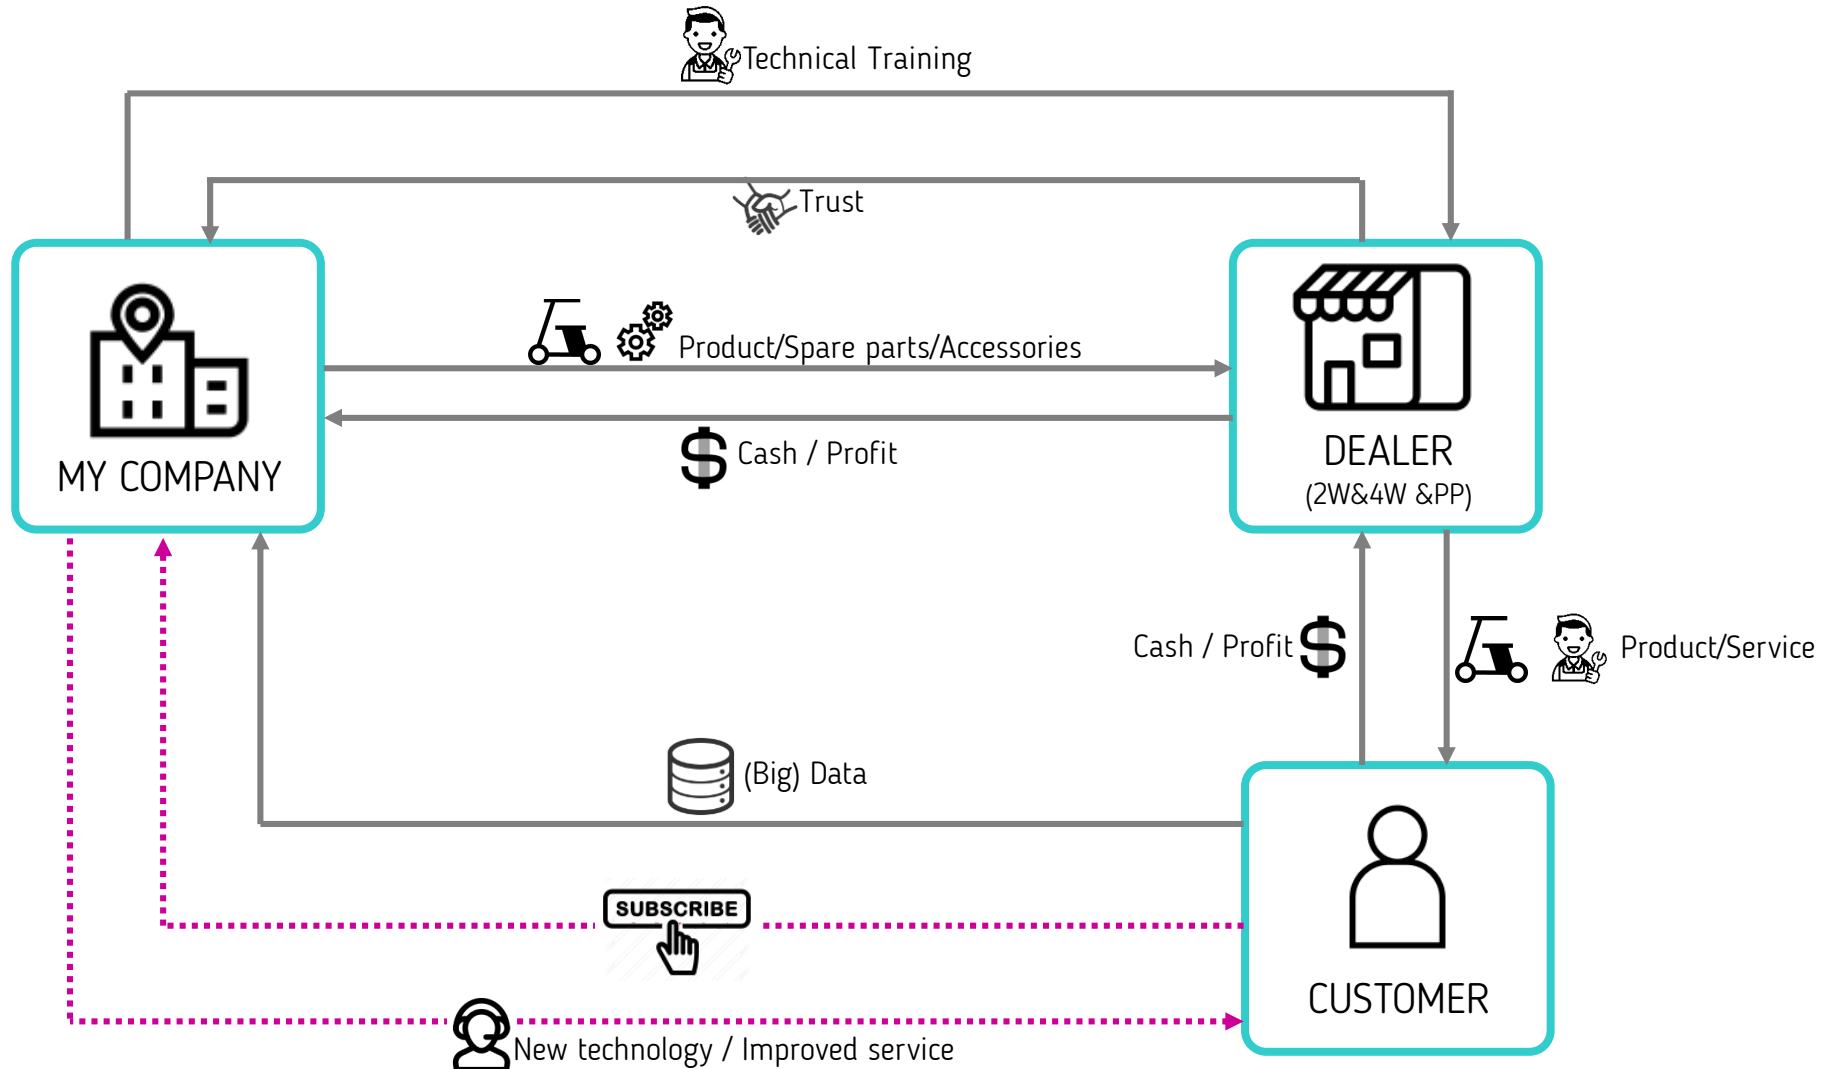 Technical Training
Trust
Product/Spare parts/Accessories
Cash / Profit
MY COMPANY
DEALER
(2W&4W &PP)
Cash / Profit
Product/Service
(Big) Data
SUBSCRIBE
CUSTOMER
New technology / Improved service